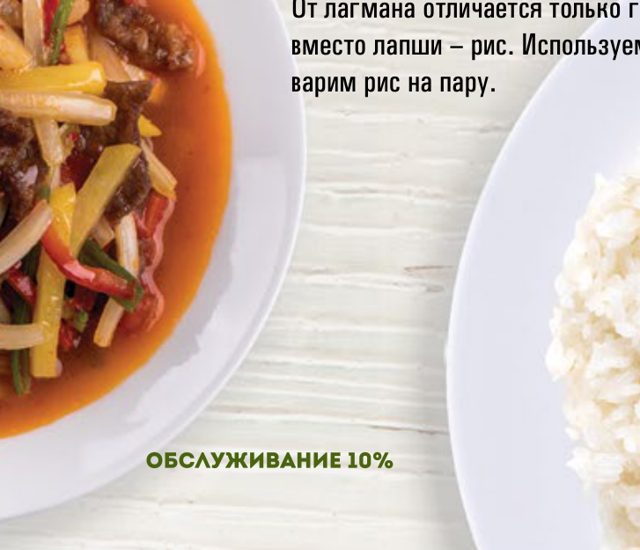 От лагмана отличается только г
вместо лапши – рис. Используем
варим рис на пару.
ОБСЛУЖИВАНИЕ 10%